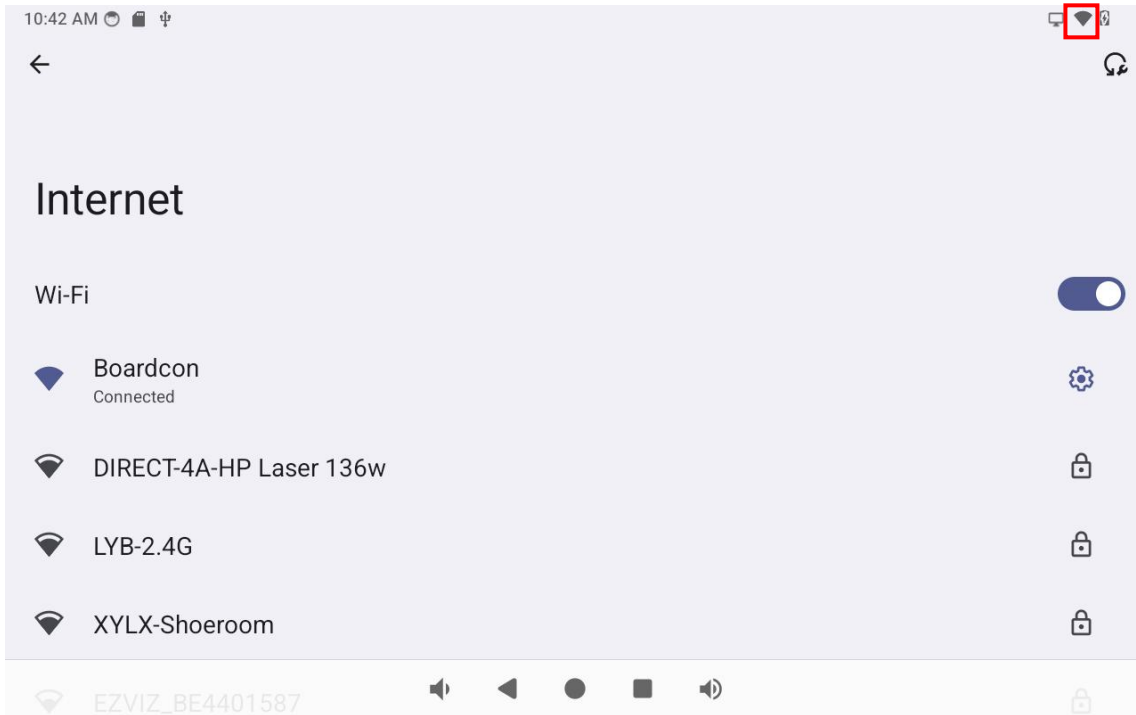 10:42 AM
Internet
Wi-Fi
Boardcon
Connected
DIRECT-4A-HP Laser 136w
LYB-2.4G
XYLX-Shoeroom
EZVIZ_BE4401587